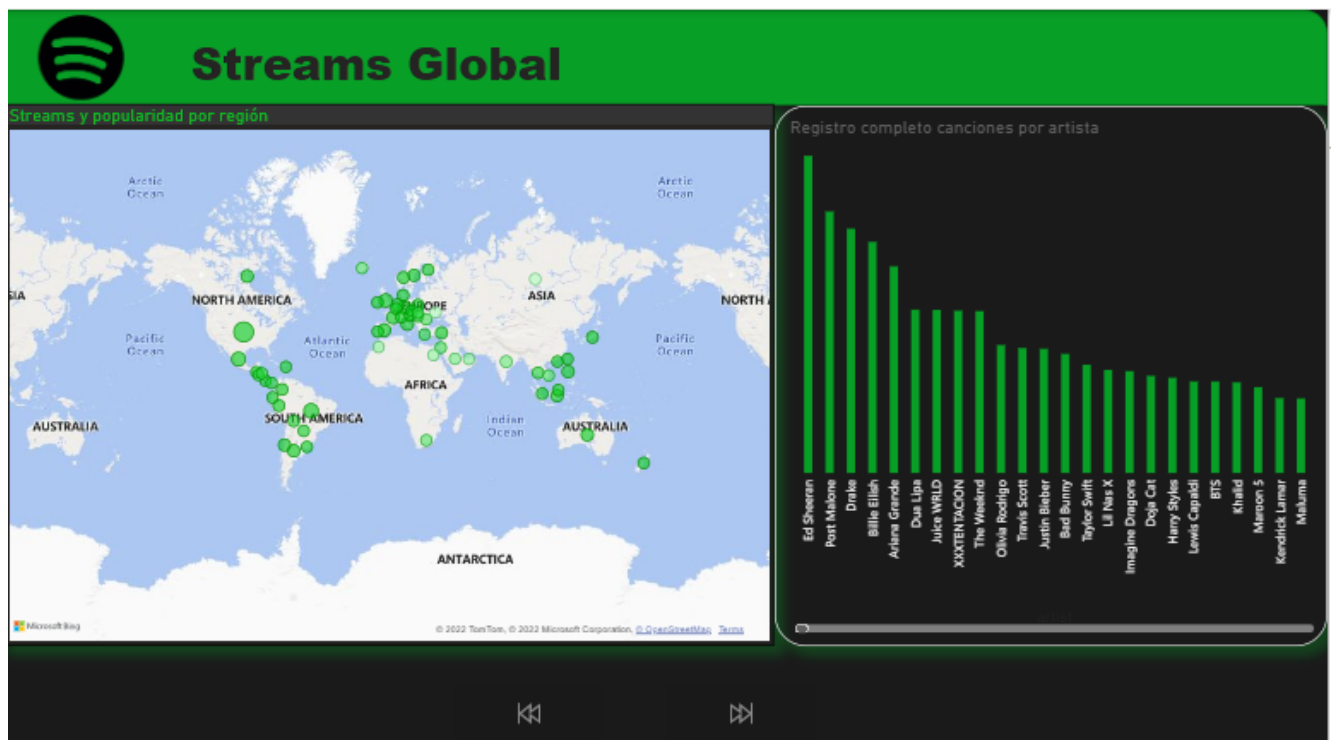 Streams Global
Streams y popularidad por región
Arctic
Ocean
Arctic
Ocean
NORTH AMERICA
EUROPE
ASIA
NORTH
Pacific
Ocean
Atlantic
Ocean
Pacific
Ocean
AFRICA
SOUTH AMERICA
Indian
Ocean
AUSTRALIA
AUSTRALIA
ANTARCTICA
Microsoft Bing
© 2022 TomTom, © 2022 Microsoft Corporation, © OpenStreetMap Terms
Registro completo canciones por artista
Ed Sheeran
Post Malone
Drake
Billie Eilish
Ariana Grande
Dua Lipa
Juice WRLD
XXXTENTACION
The Weeknd
Olivia Rodrigo
Travis Scott
Justin Bieber
Bad Bunny
Taylor Swift
Lil Nas X
Imagine Dragons
Doja Cat
Harry Styles
Lewis Capaldi
BTS
Khalid
Maroon 5
Kendrick Lamar
Maluma